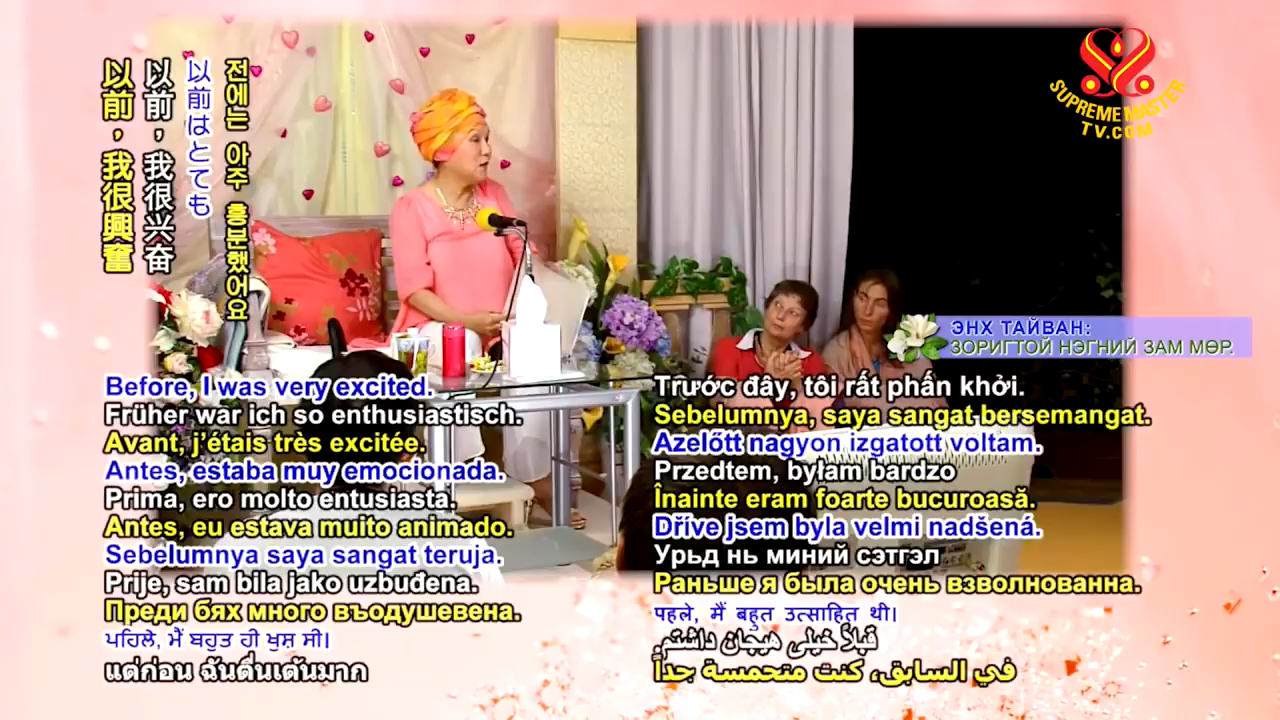 以前，我很興奮
以前，我很兴奋
以前はとても
전에는 아주 흥분했어요
SUPREME MASTER
TV.COM
ЭНХ ТАЙВАН:
ЗОРИГТОЙ НЭГНИЙ ЗАМ МӨР.
Before, I was very excited.
Früher war ich so enthusiastisch.
Avant, j’étais très excitée.
Antes, estaba muy emocionada.
Prima, ero molto entusiasta.
Antes, eu estava muito animado.
Sebelumnya saya sangat teruja.
Prije, sam bila jako uzbuđena.
Преди бях много въодушевена.
ਪਹਿਲੇ, ਮੈਂ ਬਹੁਤ ਹੀ ਖੁਸ਼ ਸੀ।
แต่ก่อน ฉันตื่นเต้นมาก
Trước đây, tôi rất phấn khởi.
Sebelumnya, saya sangat bersemangat.
Azelőtt nagyon izgatott voltam.
Przedtem, byłam bardzo
Înainte eram foarte bucuroasă.
Dříve jsem byla velmi nadšená.
Урьд нь миний сэтгэл
Раньше я была очень взволнованна.
पहले, मैं बहुत उत्साहित थी।
قبلاً خیلی هیجان داشتم.
في السابق، كنت متحمسة جداً